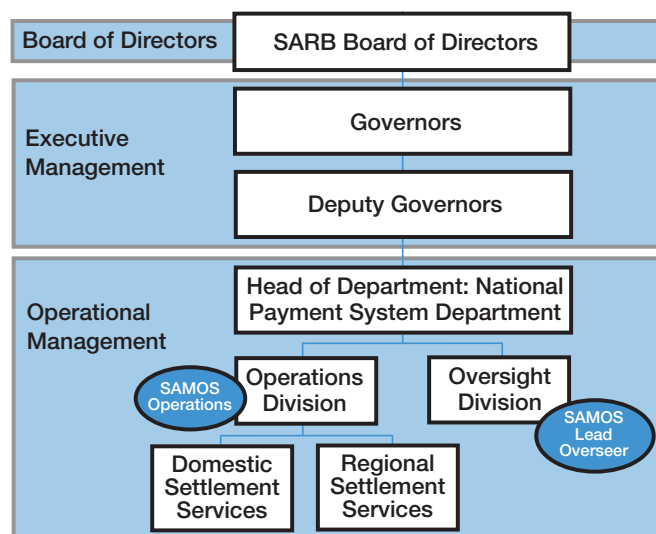 Board of Directors
SARB Board of Directors
Executive
Management
Governors
Deputy Governors
Operational
Management
Head of Department: National
Payment System Department
SAMOS
Operations
Operations
Division
Oversight
Division
SAMOS
Lead
Overseer
Domestic
Settlement
Services
Regional
Settlement
Services